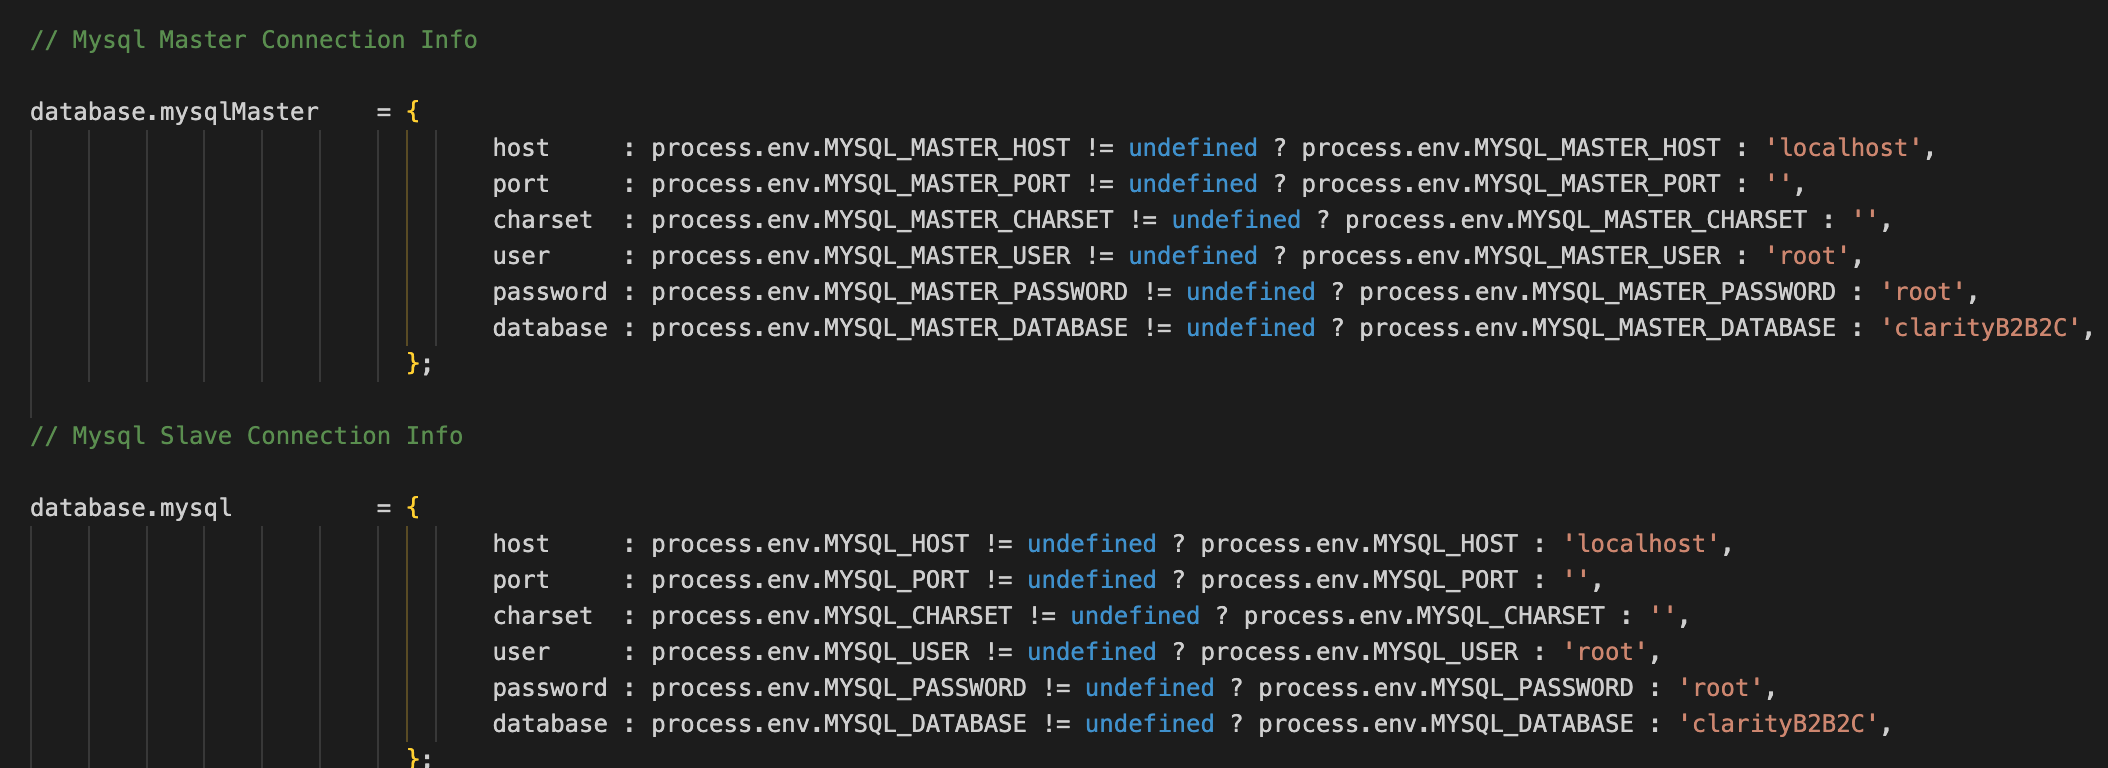 // Mysql Master Connection Info
database.mysqlMaster = {
host : process.env.MYSQL_MASTER_HOST != undefined ? process.env.MYSQL_MASTER_HOST : 'localhost',
port : process.env.MYSQL_MASTER_PORT != undefined ? process.env.MYSQL_MASTER_PORT : '',
charset : process.env.MYSQL_MASTER_CHARSET != undefined ? process.env.MYSQL_MASTER_CHARSET : '',
user : process.env.MYSQL_MASTER_USER != undefined ? process.env.MYSQL_MASTER_USER : 'root',
password : process.env.MYSQL_MASTER_PASSWORD != undefined ? process.env.MYSQL_MASTER_PASSWORD : 'root',
database : process.env.MYSQL_MASTER_DATABASE != undefined ? process.env.MYSQL_MASTER_DATABASE : 'clarityB2B2C',
};
// Mysql Slave Connection Info
database.mysql = {
host : process.env.MYSQL_HOST != undefined ? process.env.MYSQL_HOST : 'localhost',
port : process.env.MYSQL_PORT != undefined ? process.env.MYSQL_PORT : '',
charset : process.env.MYSQL_CHARSET != undefined ? process.env.MYSQL_CHARSET : '',
user : process.env.MYSQL_USER != undefined ? process.env.MYSQL_USER : 'root',
password : process.env.MYSQL_PASSWORD != undefined ? process.env.MYSQL_PASSWORD : 'root',
database : process.env.MYSQL_DATABASE != undefined ? process.env.MYSQL_DATABASE : 'clarityB2B2C',
};